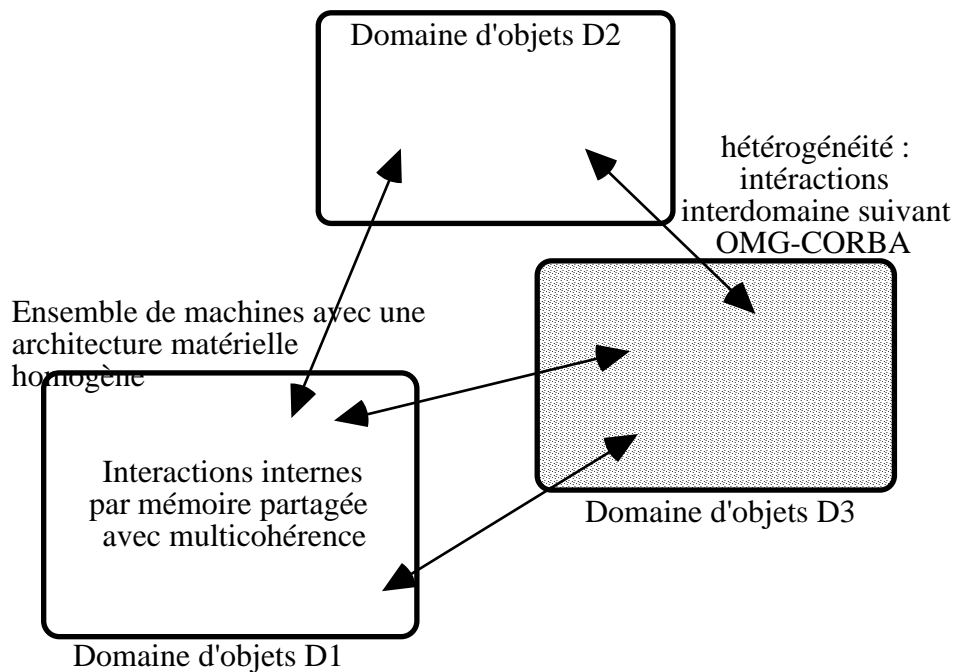 Domaine d'objets D2
hétérogénéité :
intéractions
interdomaine suivant
OMG-CORBA
Ensemble de machines avec une
architecture matérielle
homogène
Interactions internes
par mémoire partagée
avec multicohérence
Domaine d'objets D3
Domaine d'objets D1